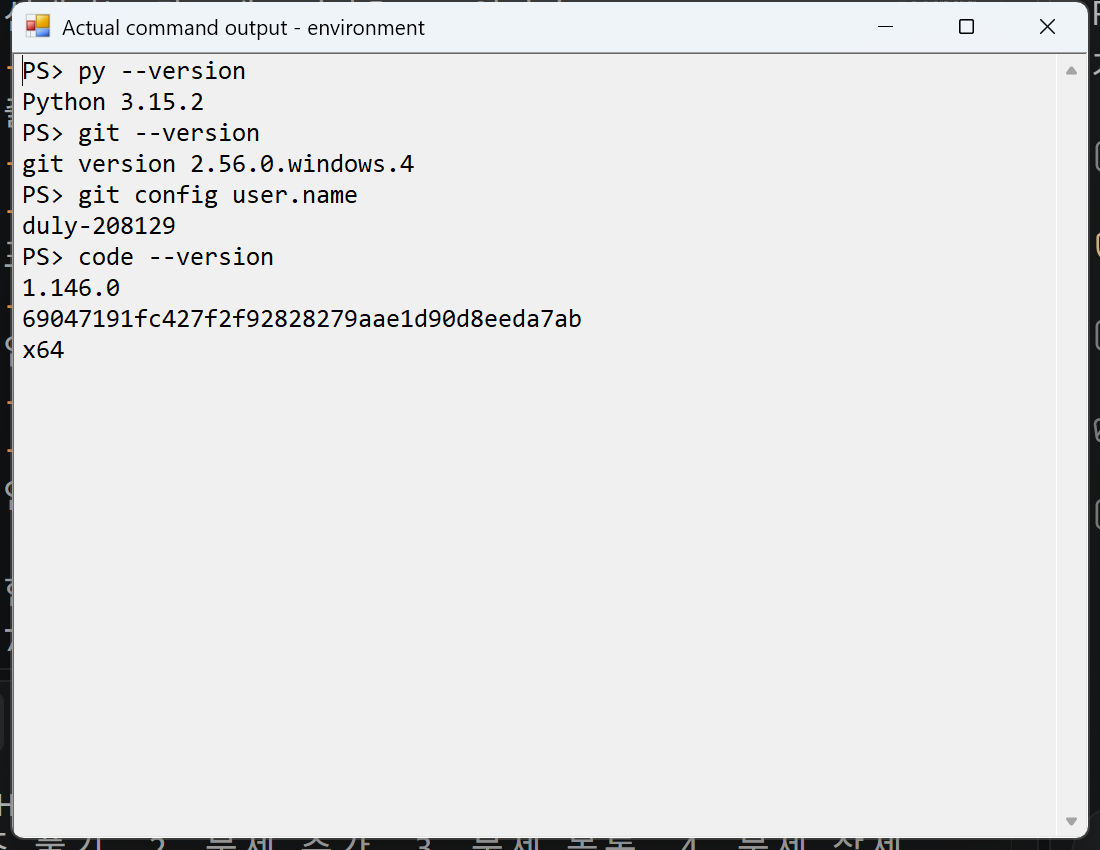 Actual command output - environment
PS> py --version
Python 3.15.2
PS> git --version
git version 2.56.0.windows.4
PS> git config user.name
duly-208129
PS> code --version
1.146.0
69047191fc427f2f92828279aae1d90d8eeda7ab
x64